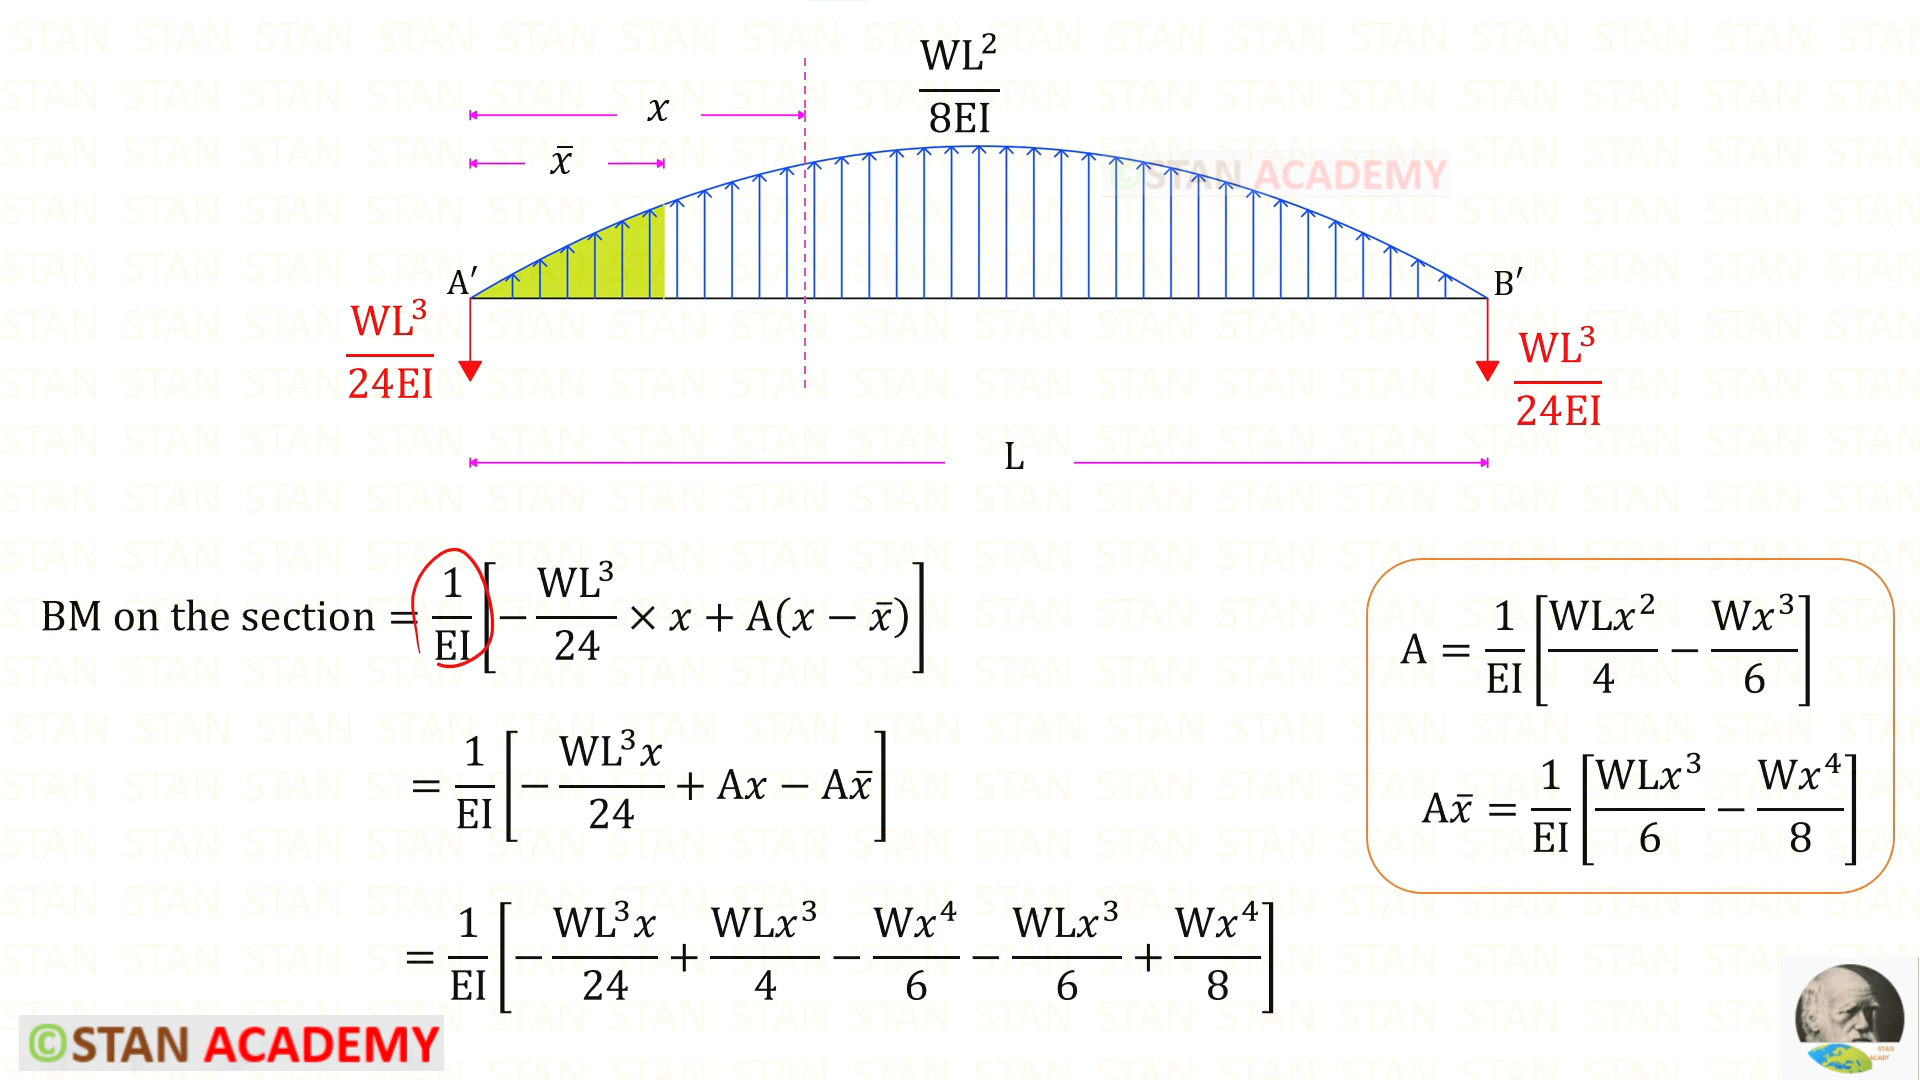 WL²/8EI
x
x̄
©STAN ACADEMY
A′
B′
WL³/24EI
WL³/24EI
L
BM on the section = 1/EI [− WL³/24 × x + A(x − x̄)]
= 1/EI [− WL³x/24 + Ax − Ax̄]
= 1/EI [− WL³x/24 + WLx³/4 − Wx⁴/6 − WLx³/6 + Wx⁴/8]
A = 1/EI [WLx²/4 − Wx³/6]
Ax̄ = 1/EI [WLx³/6 − Wx⁴/8]
©STAN ACADEMY
STAN